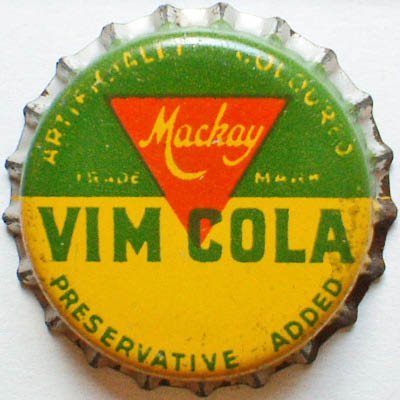 ARTIFICIALLY COLOURED
Mackay
TRADE MARK
VIM COLA
PRESERVATIVE ADDED